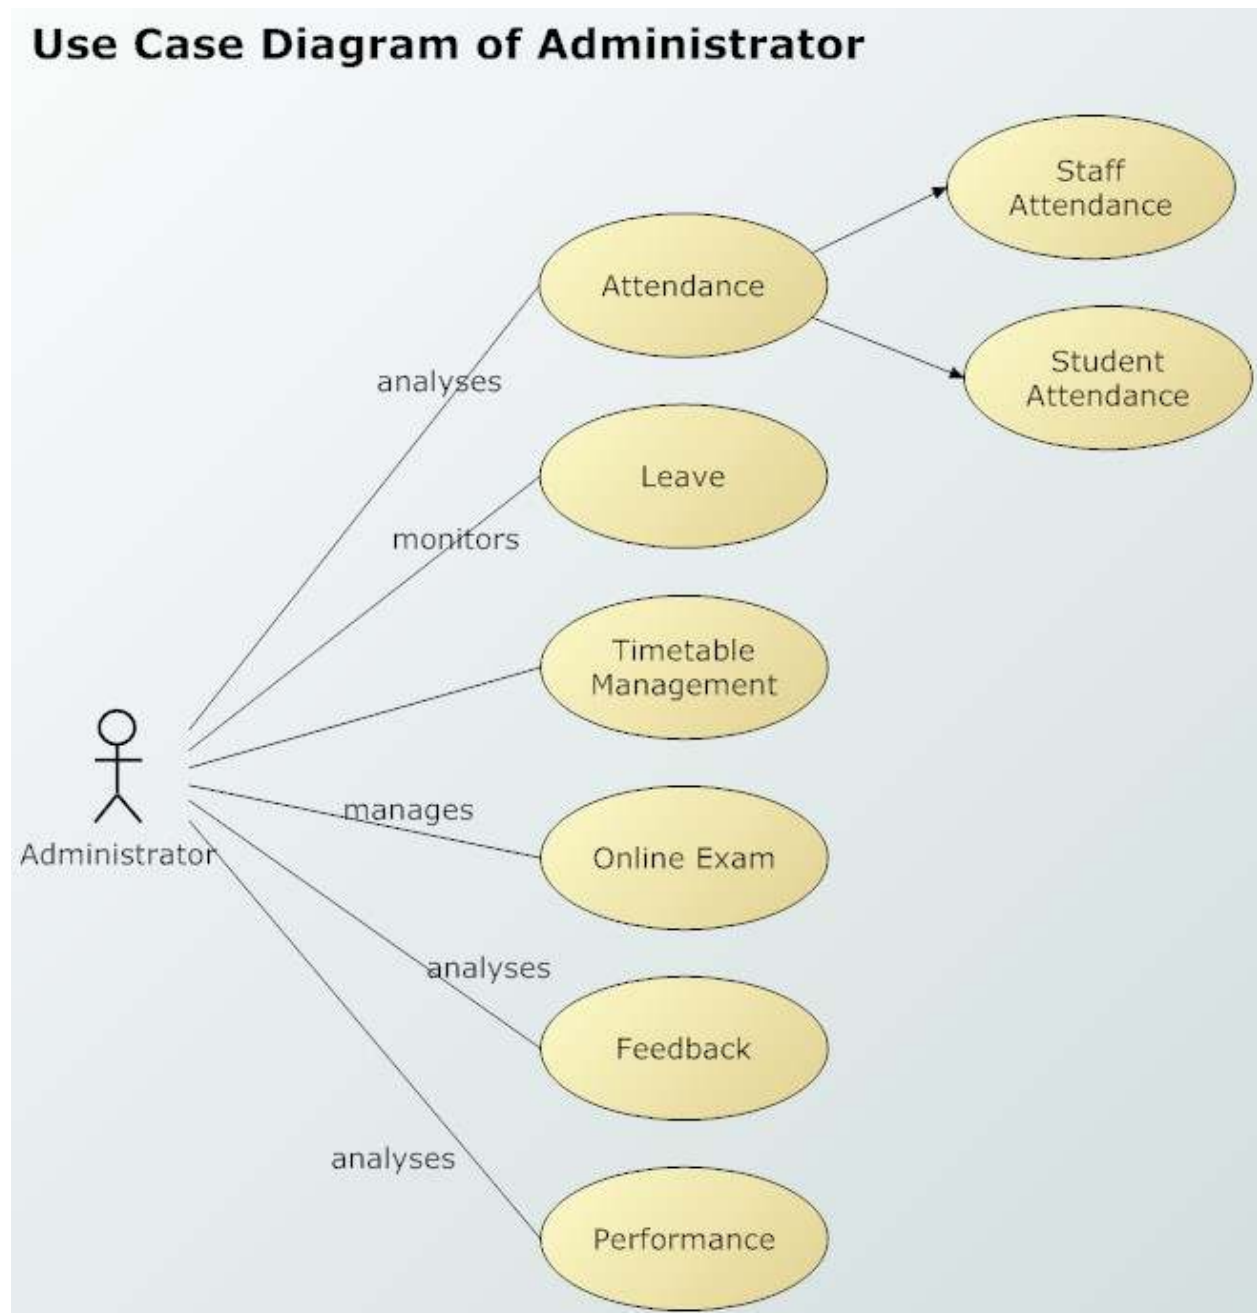 Use Case Diagram of Administrator
Staff
Attendance
Attendance
Student
Attendance
analyses
Leave
monitors
Timetable
Management
manages
Administrator
Online Exam
analyses
Feedback
analyses
Performance